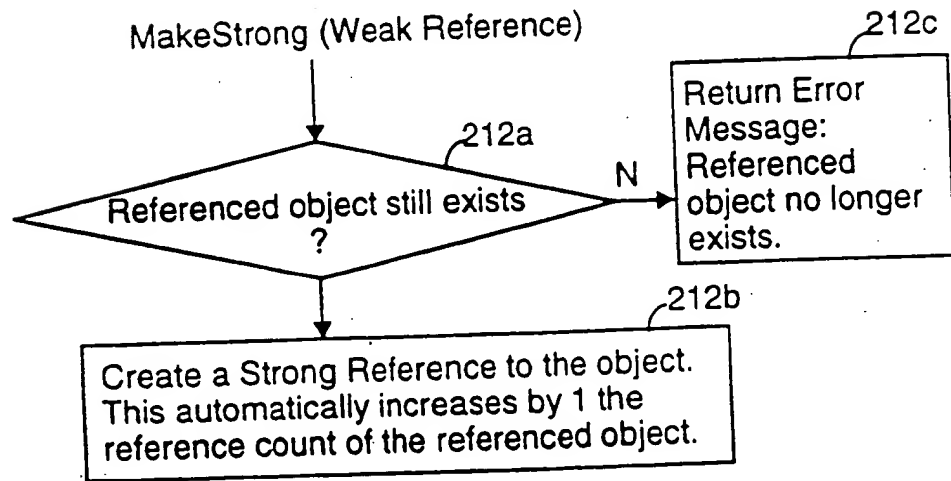 MakeStrong (Weak Reference)
212a
Referenced object still exists
?
N
212c
Return Error
Message:
Referenced
object no longer
exists.
212b
Create a Strong Reference to the object.
This automatically increases by 1 the
reference count of the referenced object.